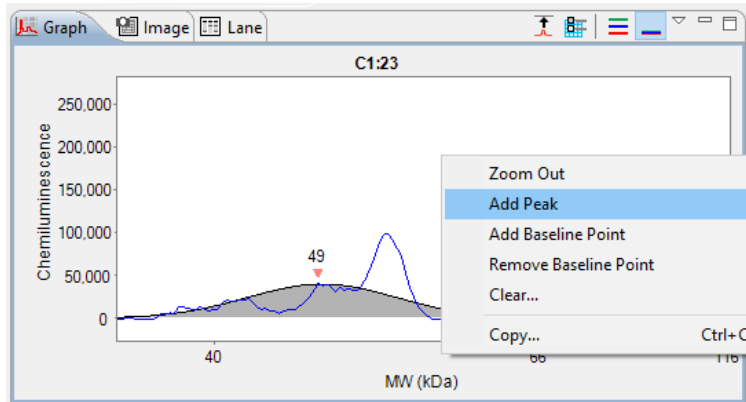 Graph Image Lane
C1:23
Chemiluminescence
250,000
200,000
150,000
100,000
50,000
0
49
Zoom Out
Add Peak
Add Baseline Point
Remove Baseline Point
Clear...
Copy... Ctrl+C
40 66 116
MW (kDa)